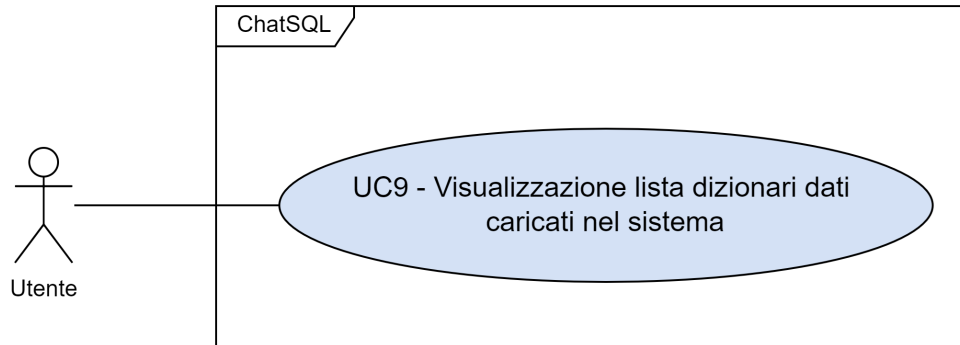 ChatSQL
UC9 - Visualizzazione lista dizionari dati
caricati nel sistema
Utente